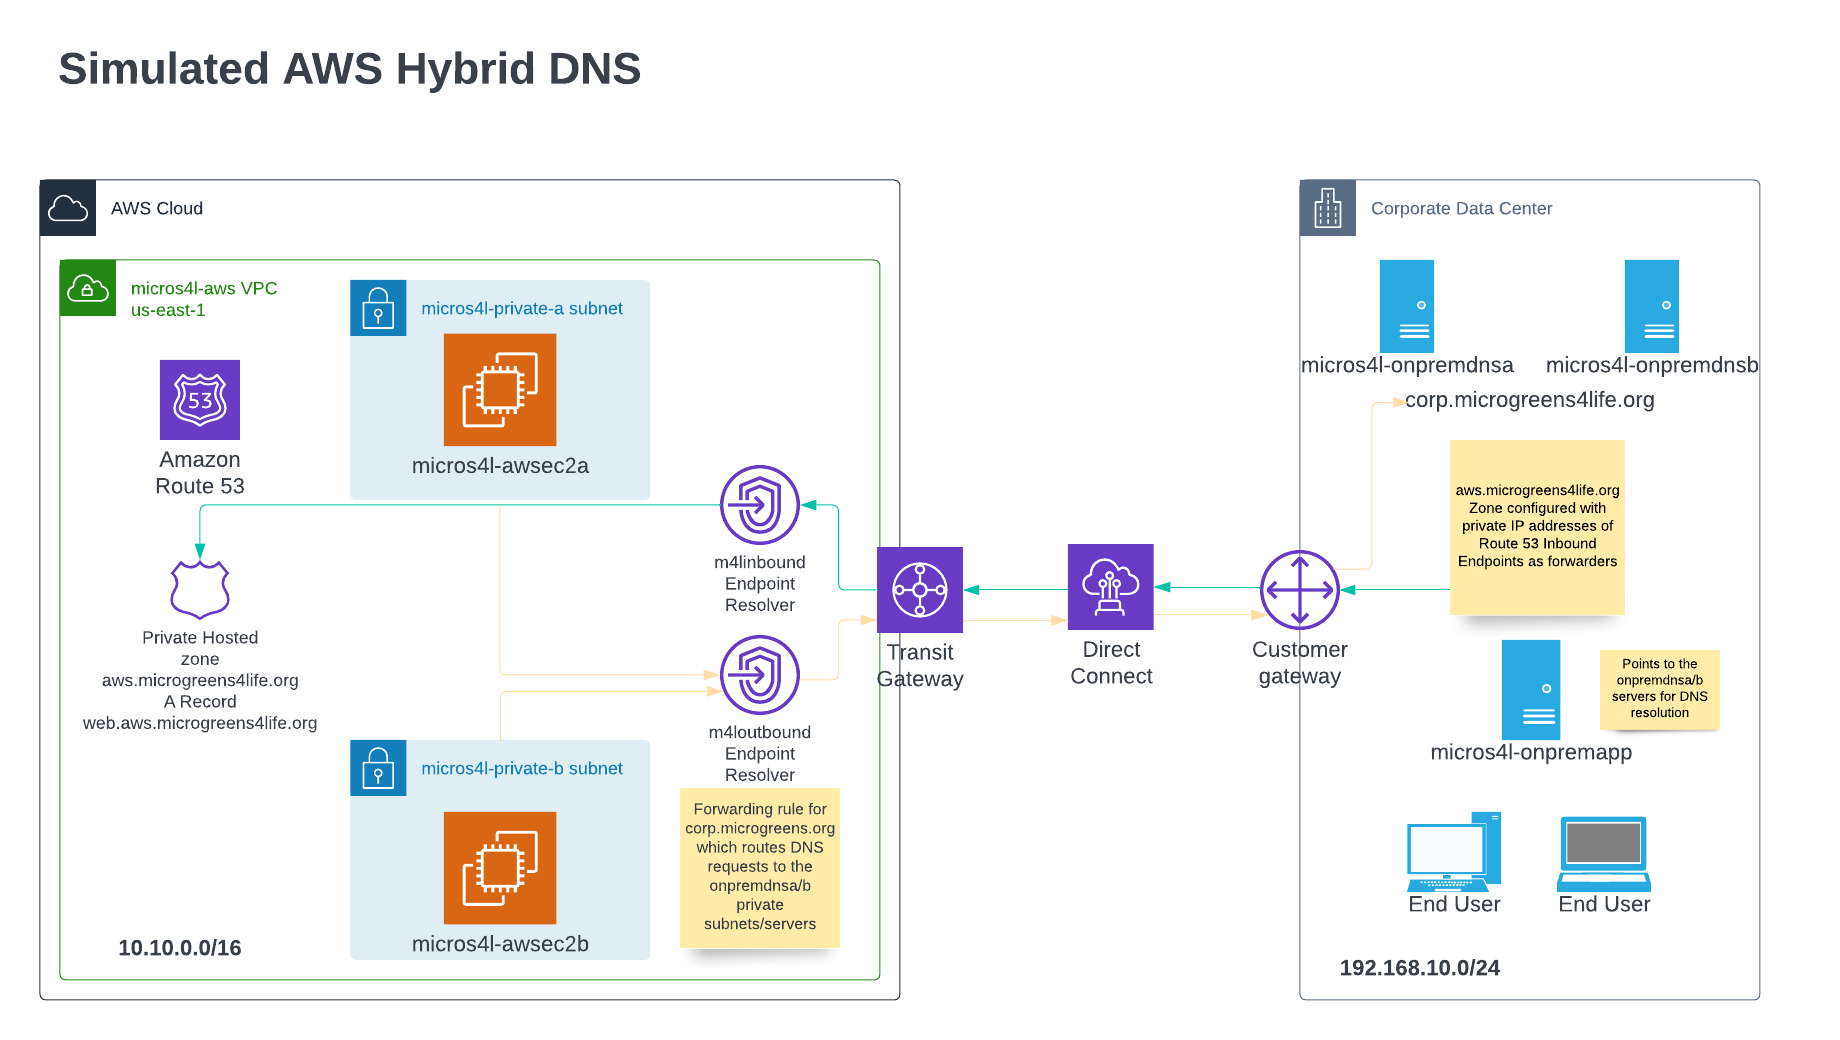 Simulated AWS Hybrid DNS
AWS Cloud
micros4l-aws VPC
us-east-1
micros4l-private-a subnet
53
Amazon
Route 53
micros4l-awsec2a
m4linbound
Endpoint
Resolver
Private Hosted
zone
aws.microgreens4life.org
A Record
web.aws.microgreens4life.org
m4loutbound
Endpoint
Resolver
micros4l-private-b subnet
micros4l-awsec2b
Forwarding rule for
corp.microgreens.org
which routes DNS
requests to the
onpremdnsa/b
private
subnets/servers
10.10.0.0/16
Transit
Gateway
Direct
Connect
Customer
gateway
Corporate Data Center
micros4l-onpremdnsa
micros4l-onpremdnsb
corp.microgreens4life.org
aws.microgreens4life.org
Zone configured with
private IP addresses of
Route 53 Inbound
Endpoints as forwarders
Points to the
onpremdnsa/b
servers for DNS
resolution
micros4l-onpremapp
End User
End User
192.168.10.0/24